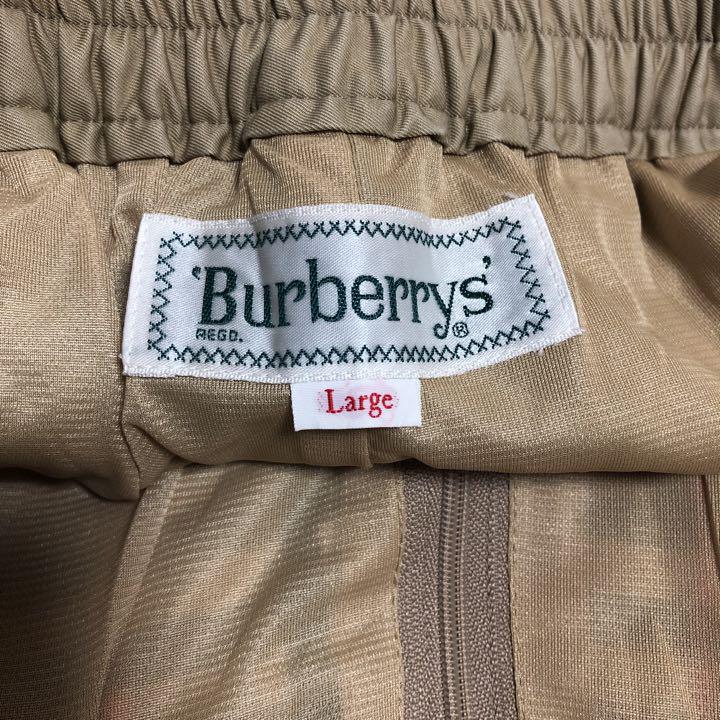 'Burberrys'
REGD. ®
Large